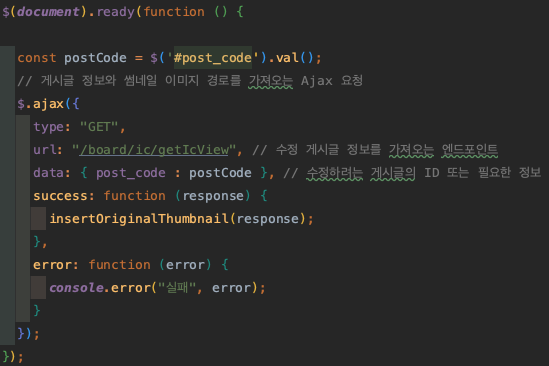 $(document).ready(function () {
const postCode = $('#post_code').val();
// 게시글 정보와 썸네일 이미지 경로를 가져오는 Ajax 요청
$.ajax({
type: "GET",
url: "/board/ic/getIcView", // 수정 게시글 정보를 가져오는 엔드포인트
data: { post_code : postCode }, // 수정하려는 게시글의 ID 또는 필요한 정보
success: function (response) {
insertOriginalThumbnail(response);
},
error: function (error) {
console.error("실패", error);
}
});
});